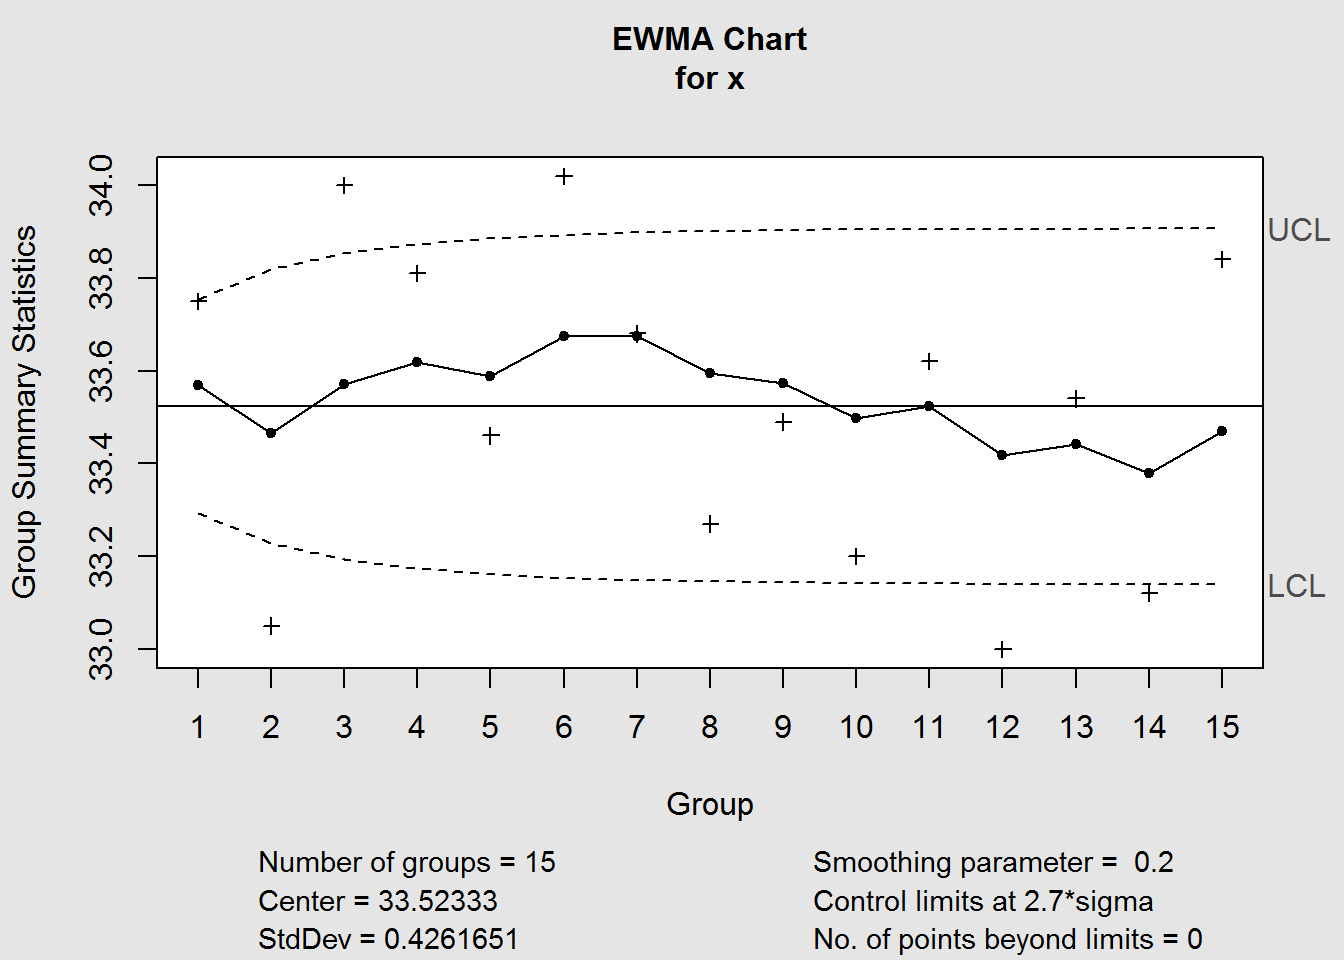 EWMA Chart
for x
Group Summary Statistics
34.0
33.8
33.6
33.4
33.2
33.0
UCL
LCL
1 2 3 4 5 6 7 8 9 10 11 12 13 14 15
Group
Number of groups = 15
Center = 33.52333
StdDev = 0.4261651
Smoothing parameter =  0.2
Control limits at 2.7*sigma
No. of points beyond limits = 0